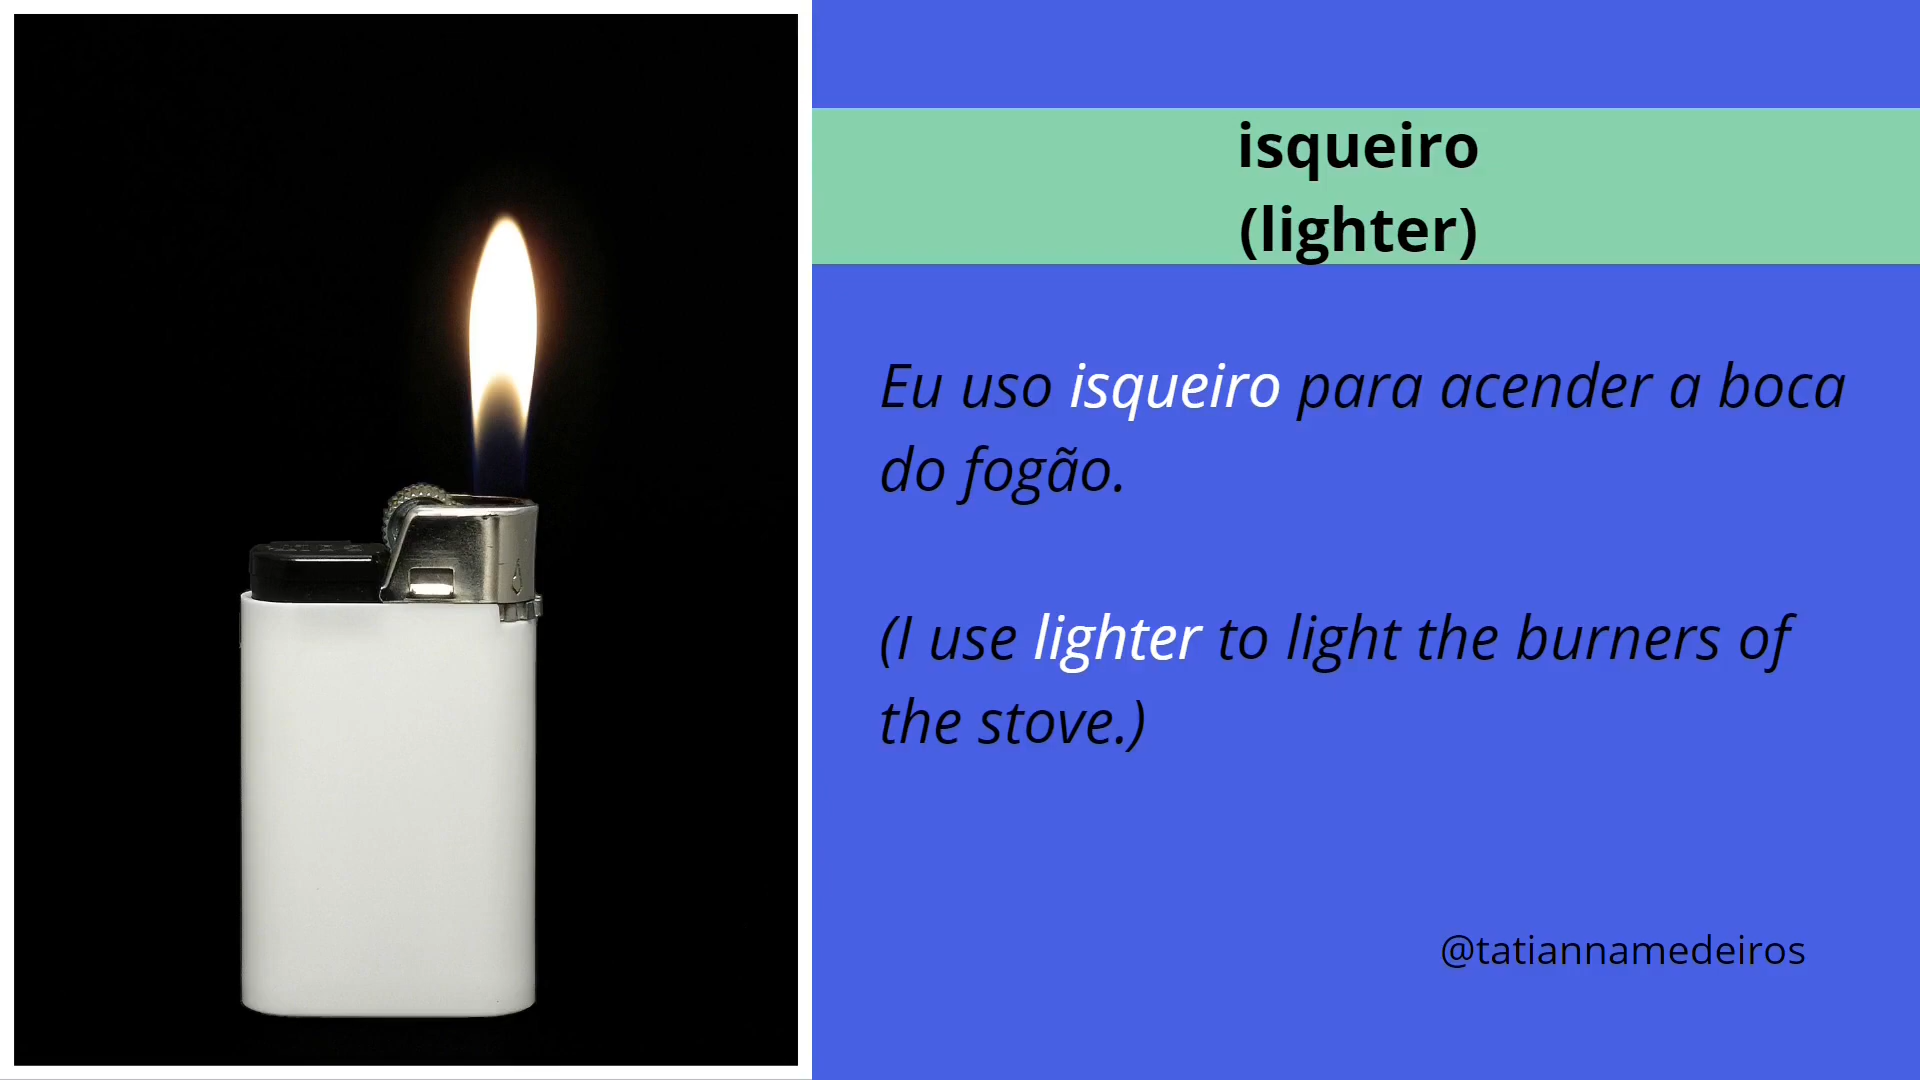 isqueiro
(lighter)
Eu uso isqueiro para acender a boca
do fogão.
(I use lighter to light the burners of
the stove.)
@tatiannamedeiros